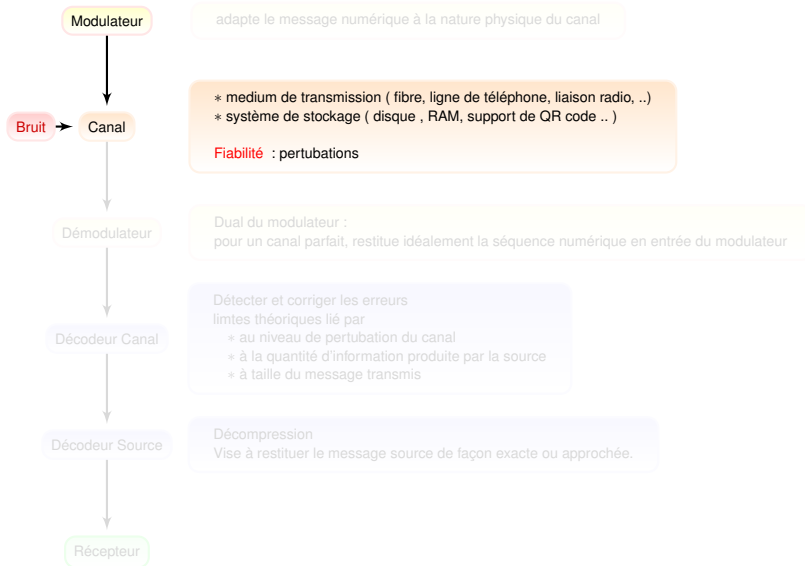 Modulateur
adapte le message numérique à la nature physique du canal
∗ medium de transmission ( fibre, ligne de téléphone, liaison radio, ..)
∗ système de stockage ( disque , RAM, support de QR code .. )
Bruit
Canal
Fiabilité : pertubations
Démodulateur
Dual du modulateur :
pour un canal parfait, restitue idéalement la séquence numérique en entrée du modulateur
Décodeur Canal
Détecter et corriger les erreurs
limtes théoriques lié par
∗ au niveau de pertubation du canal
∗ à la quantité d'information produite par la source
∗ à taille du message transmis
Décodeur Source
Décompression
Vise à restituer le message source de façon exacte ou approchée.
Récepteur